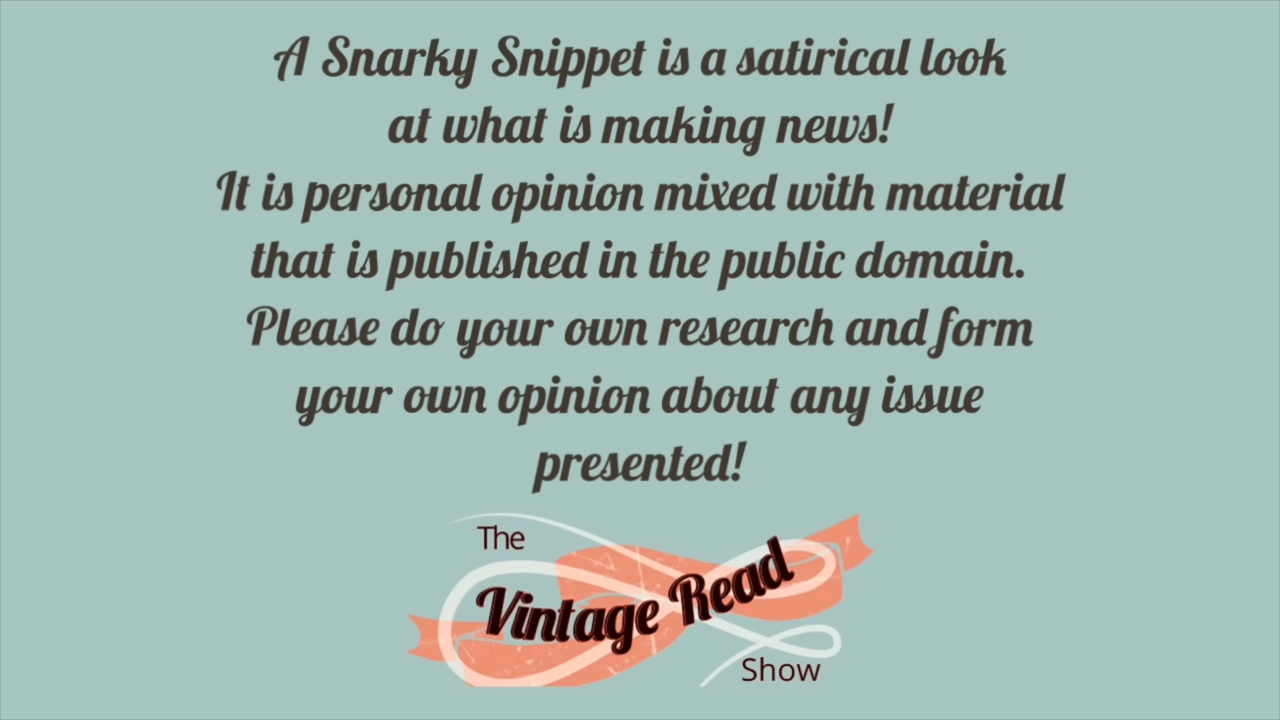 A Snarky Snippet is a satirical look
at what is making news!
It is personal opinion mixed with material
that is published in the public domain.
Please do your own research and form
your own opinion about any issue
presented!
The
Vintage Read
Show